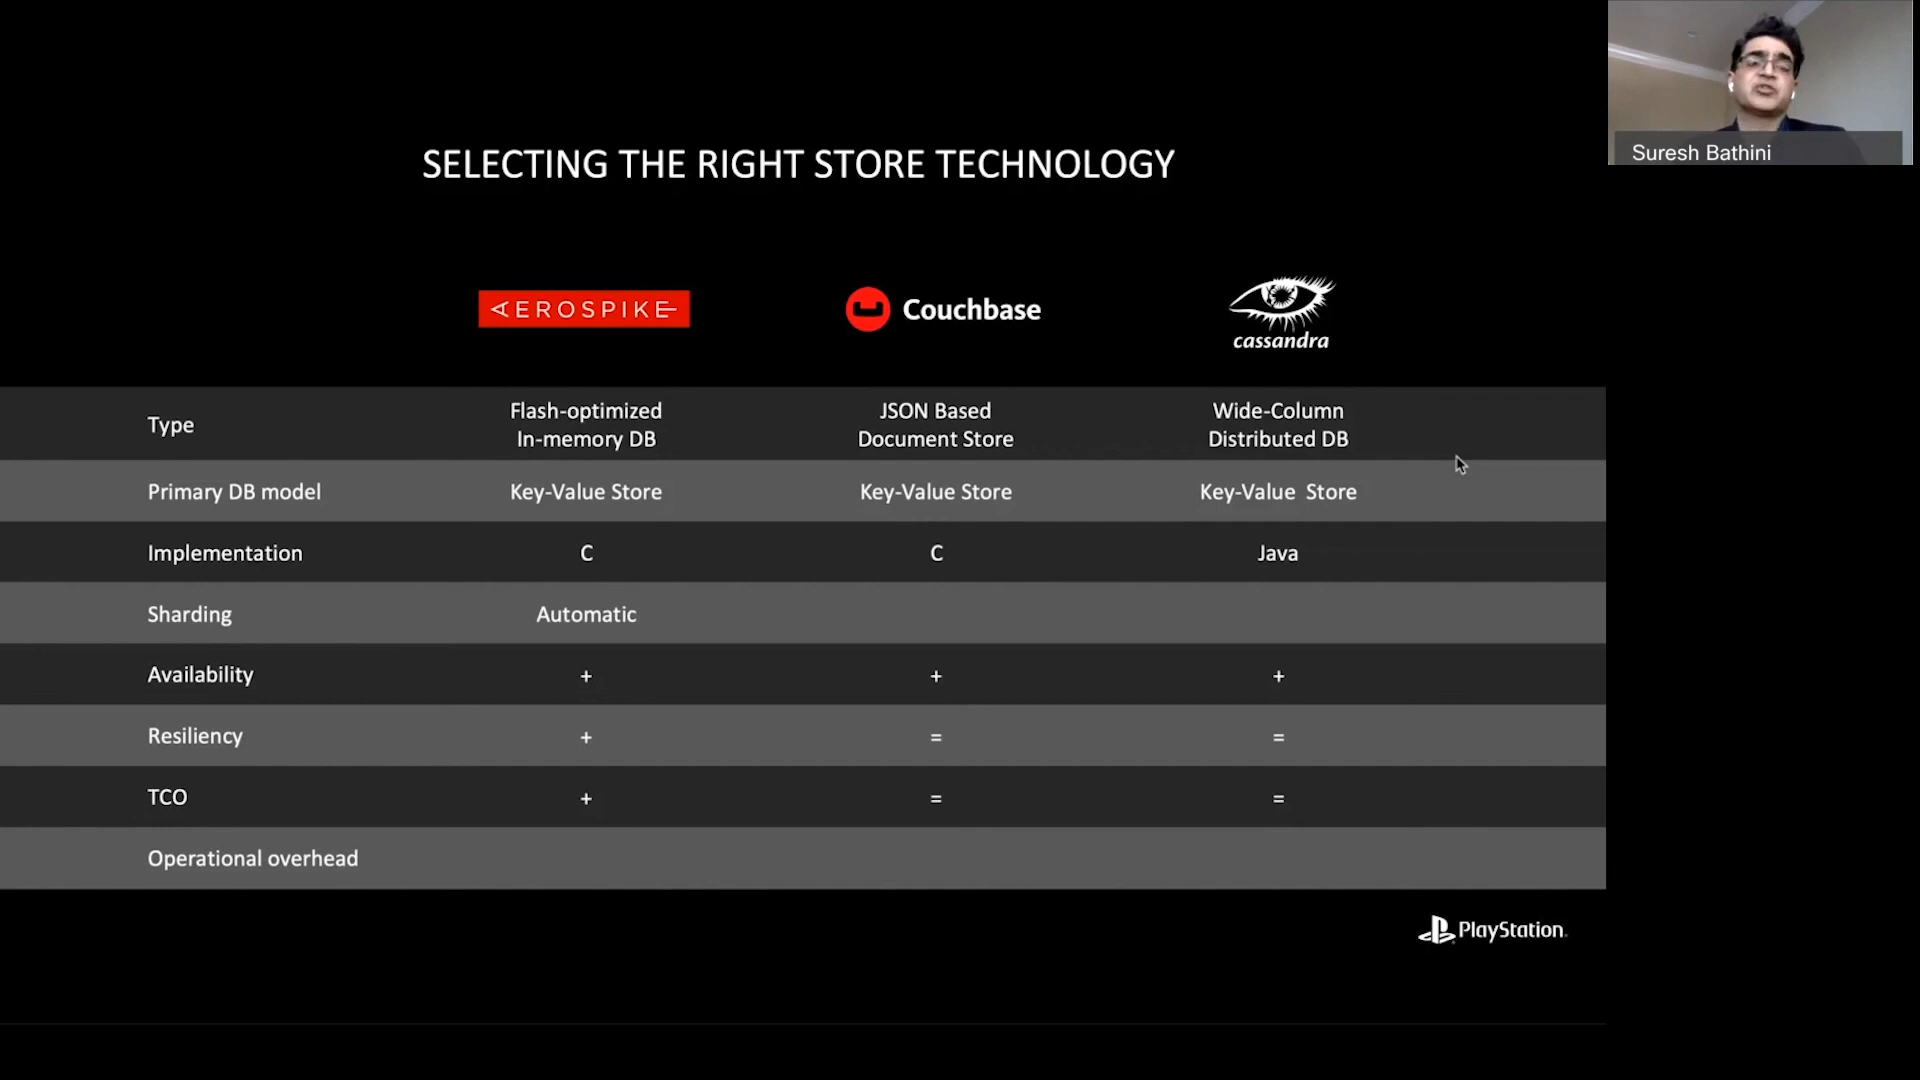 Suresh Bathini
SELECTING THE RIGHT STORE TECHNOLOGY
AEROSPIKE
Couchbase
cassandra
Type
Flash-optimized
In-memory DB
JSON Based
Document Store
Wide-Column
Distributed DB
Primary DB model
Key-Value Store
Key-Value Store
Key-Value Store
Implementation
C
C
Java
Sharding
Automatic
Availability
+
+
+
Resiliency
+
=
=
TCO
+
=
=
Operational overhead
PlayStation